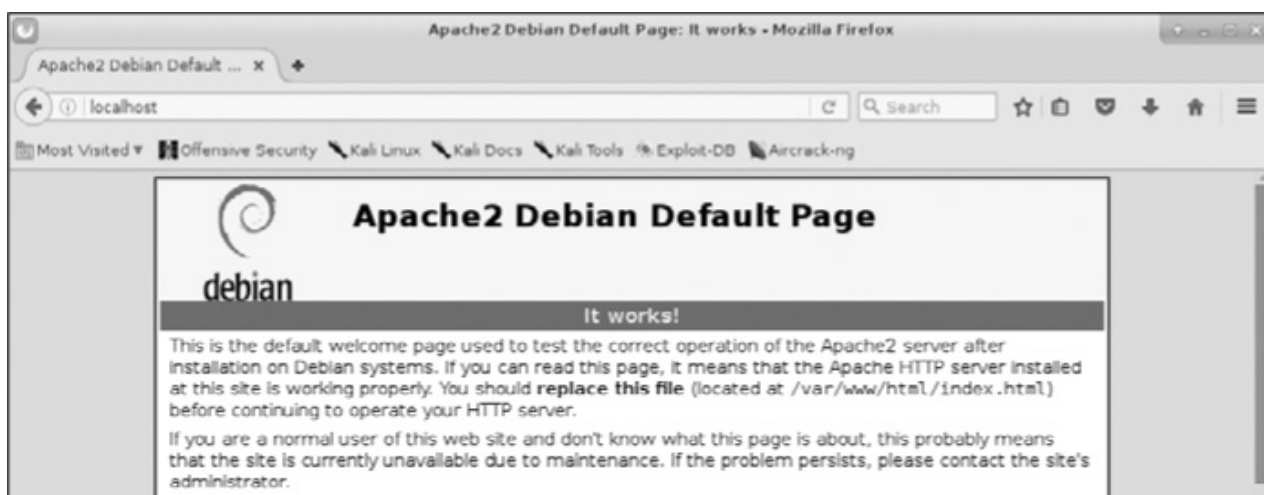 Apache2 Debian Default Page: It works - Mozilla Firefox
Apache2 Debian Default ...
localhost
Search
Most Visited Offensive Security Kali Linux Kali Docs Kali Tools Exploit-DB Aircrack-ng
Apache2 Debian Default Page
debian
It works!
This is the default welcome page used to test the correct operation of the Apache2 server after
installation on Debian systems. If you can read this page, it means that the Apache HTTP server installed
at this site is working properly. You should replace this file (located at /var/www/html/index.html)
before continuing to operate your HTTP server.
If you are a normal user of this web site and don't know what this page is about, this probably means
that the site is currently unavailable due to maintenance. If the problem persists, please contact the site's
administrator.